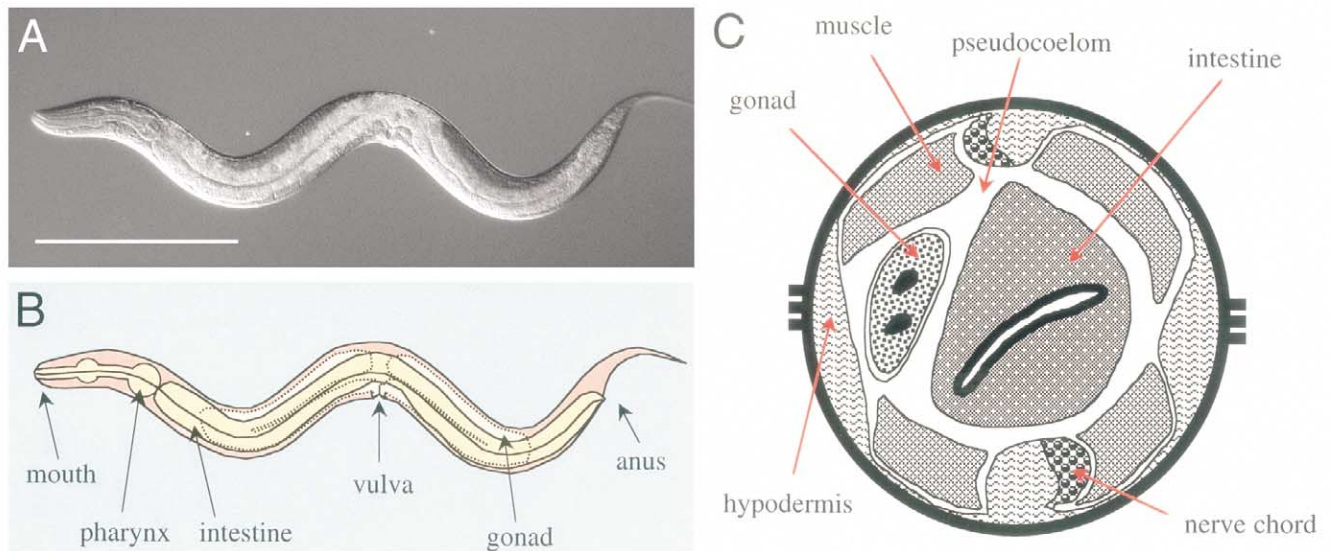 A
B
mouth
pharynx
intestine
vulva
gonad
anus
C
muscle
pseudocoelom
gonad
intestine
hypodermis
nerve chord